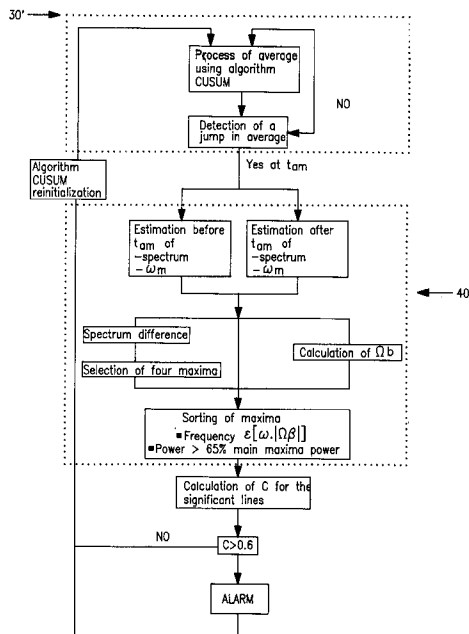 30'
Process of average
using algorithm
CUSUM
NO
Detection of a
jump in average
Yes at tam
Algorithm
CUSUM
reinitialization
Estimation before
tam of
-spectrum
- ωm
Estimation after
tam of
-spectrum
- ωm
40
Spectrum difference
Calculation of Ωb
Selection of four maxima
Sorting of maxima
▪Frequency ε[ω.|Ωβ|]
▪Power > 65% main maxima power
Calculation of C for the
significant lines
NO
C>0.6
ALARM